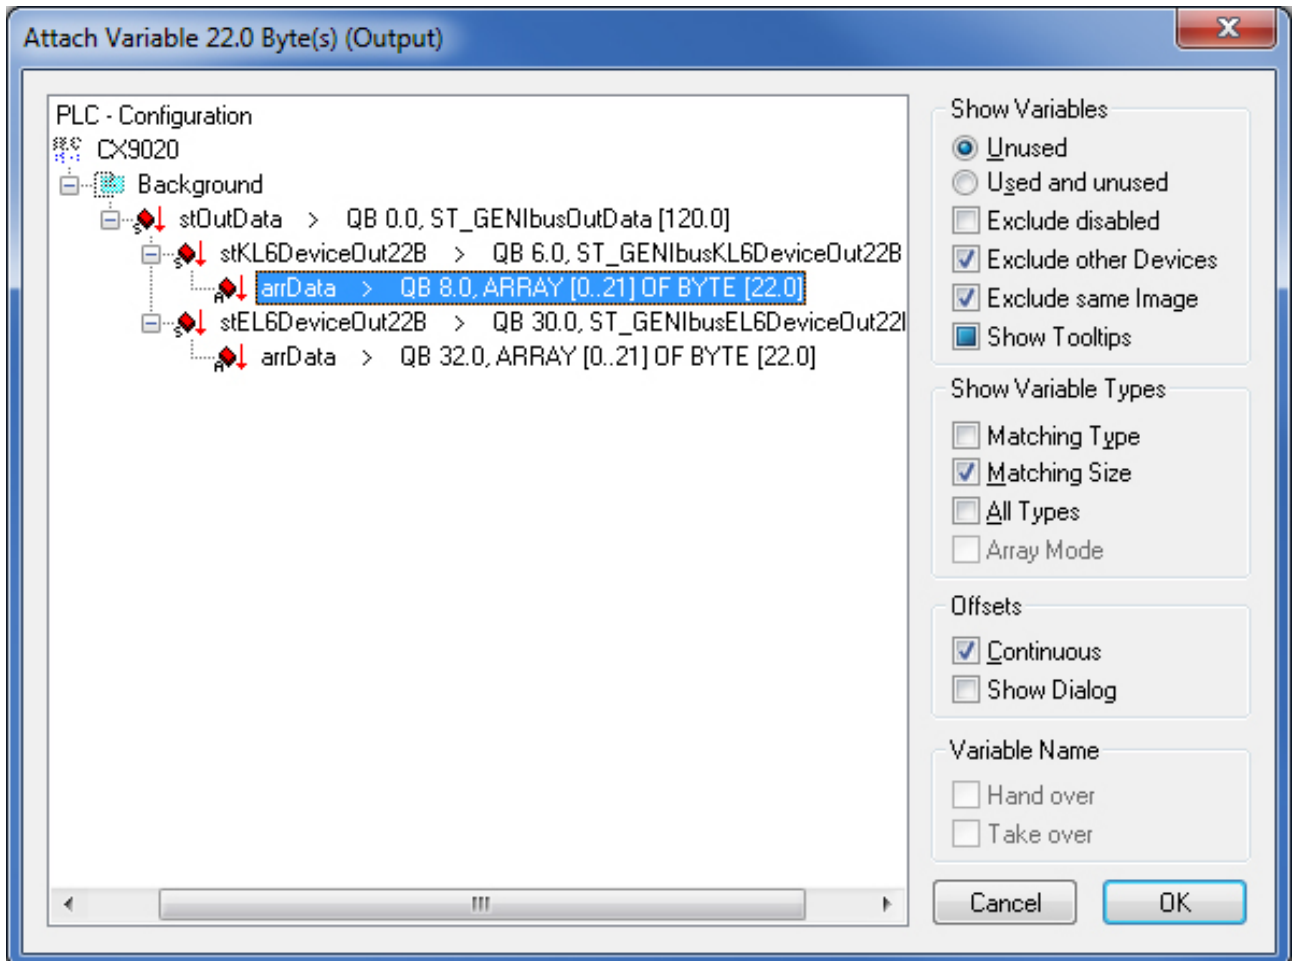 Attach Variable 22.0 Byte(s) (Output)
PLC - Configuration
CX9020
Background
stOutData > QB 0.0, ST_GENIbusOutData [120.0]
stKL6DeviceOut22B > QB 6.0, ST_GENIbusKL6DeviceOut22B
arrData > QB 8.0, ARRAY [0..21] OF BYTE [22.0]
stEL6DeviceOut22B > QB 30.0, ST_GENIbusEL6DeviceOut22
arrData > QB 32.0, ARRAY [0..21] OF BYTE [22.0]
Show Variables
Unused
Used and unused
Exclude disabled
Exclude other Devices
Exclude same Image
Show Tooltips
Show Variable Types
Matching Type
Matching Size
All Types
Array Mode
Offsets
Continuous
Show Dialog
Variable Name
Hand over
Take over
Cancel
OK